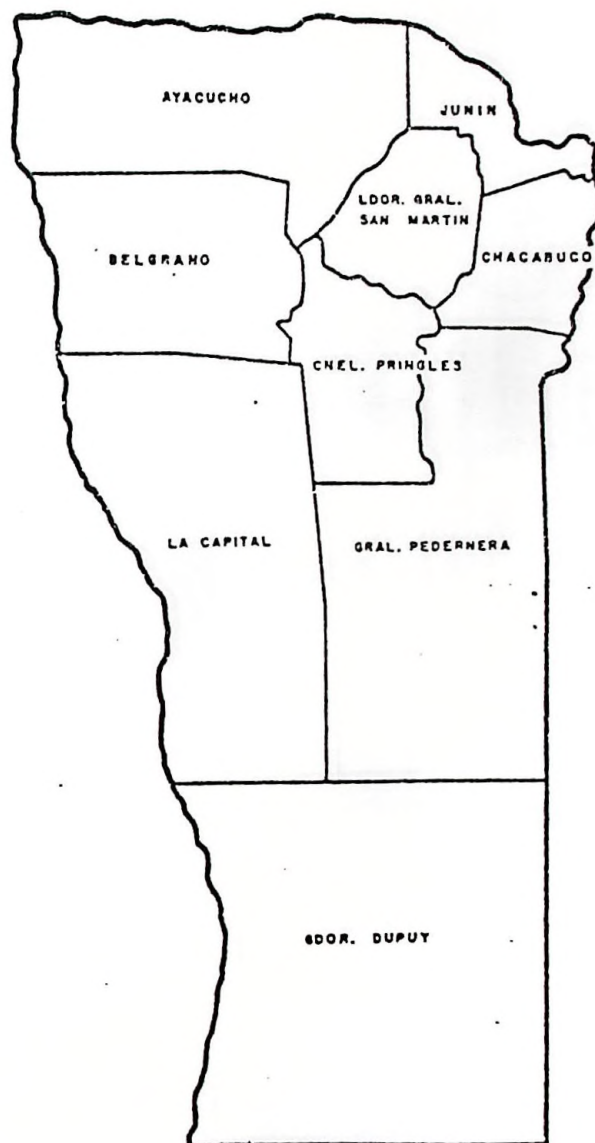 AYACUCHO
JUNIN
LDOR. GRAL.
SAN MARTIN
BELGRANO
CHACABUCO
CNEL. PRINGLES
LA CAPITAL
GRAL. PEDERNERA
GDOR. DUPUY